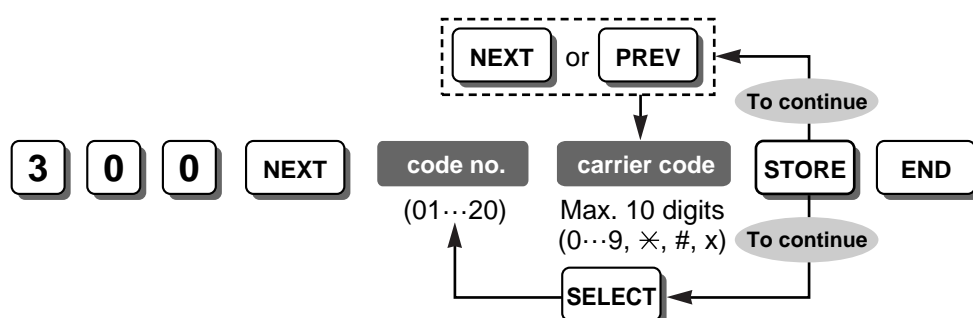 NEXT or PREV
To continue
3 0 0 NEXT code no. carrier code STORE END
(01···20) Max. 10 digits
(0···9, ✳, #, x) To continue
SELECT